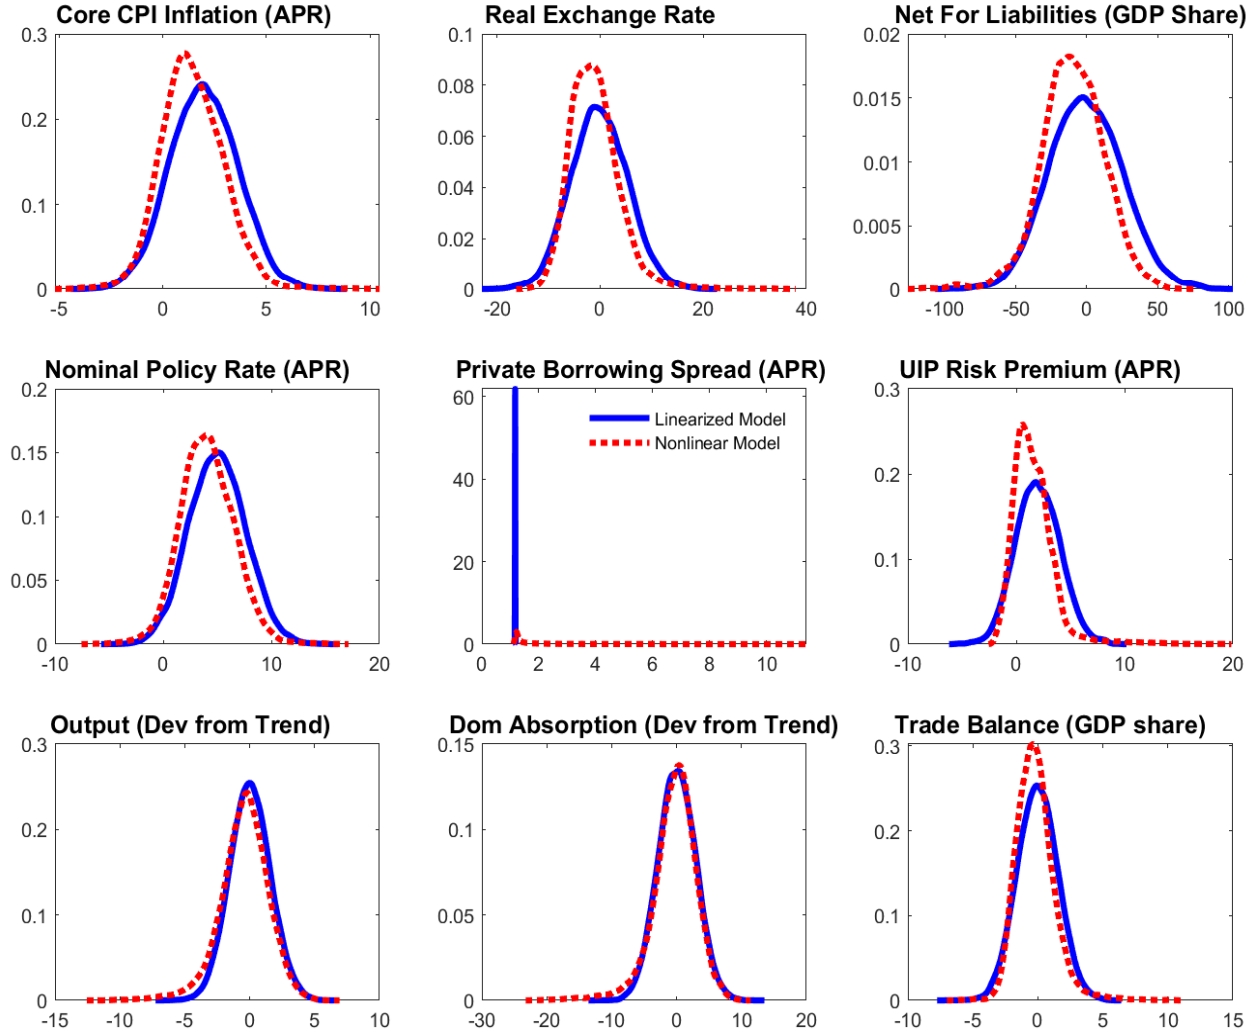 Core CPI Inflation (APR)
0.3
0.2
0.1
0
-5 0 5 10
Real Exchange Rate
0.1
0.08
0.06
0.04
0.02
0
-20 0 20 40
Net For Liabilities (GDP Share)
0.02
0.015
0.01
0.005
0
-100 -50 0 50 100
Nominal Policy Rate (APR)
0.2
0.15
0.1
0.05
0
-10 0 10 20
Private Borrowing Spread (APR)
60
40
20
0
0 2 4 6 8 10
Linearized Model
Nonlinear Model
UIP Risk Premium (APR)
0.3
0.2
0.1
0
-10 0 10 20
Output (Dev from Trend)
0.3
0.2
0.1
0
-15 -10 -5 0 5 10
Dom Absorption (Dev from Trend)
0.15
0.1
0.05
0
-30 -20 -10 0 10 20
Trade Balance (GDP share)
0.3
0.2
0.1
0
-10 -5 0 5 10 15